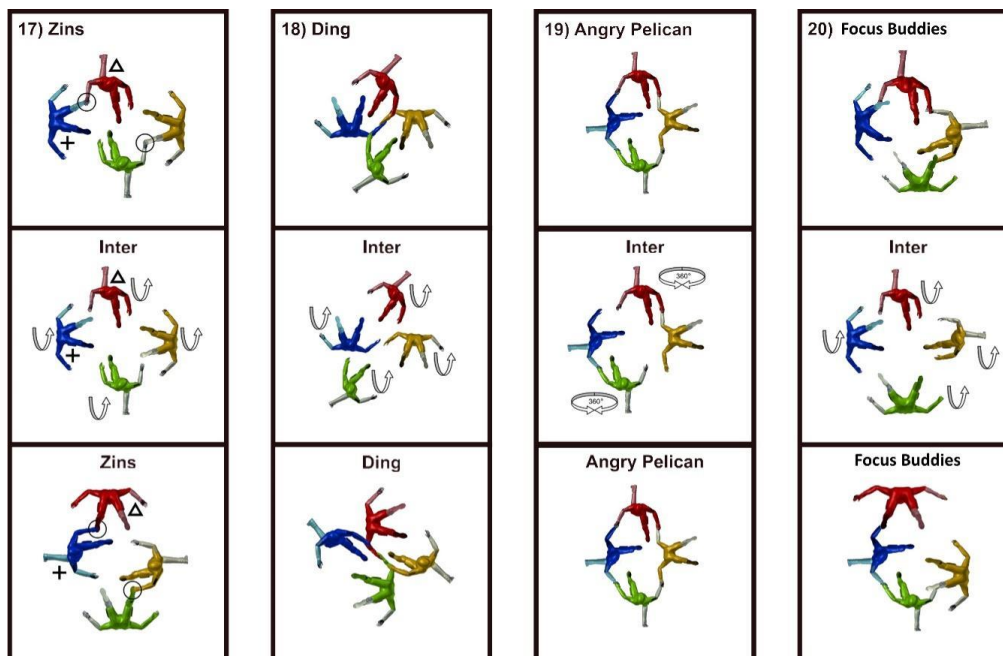 17) Zins
18) Ding
19) Angry Pelican
20) Focus Buddies
Inter
Inter
Inter
360°
360°
Inter
Zins
Ding
Angry Pelican
Focus Buddies